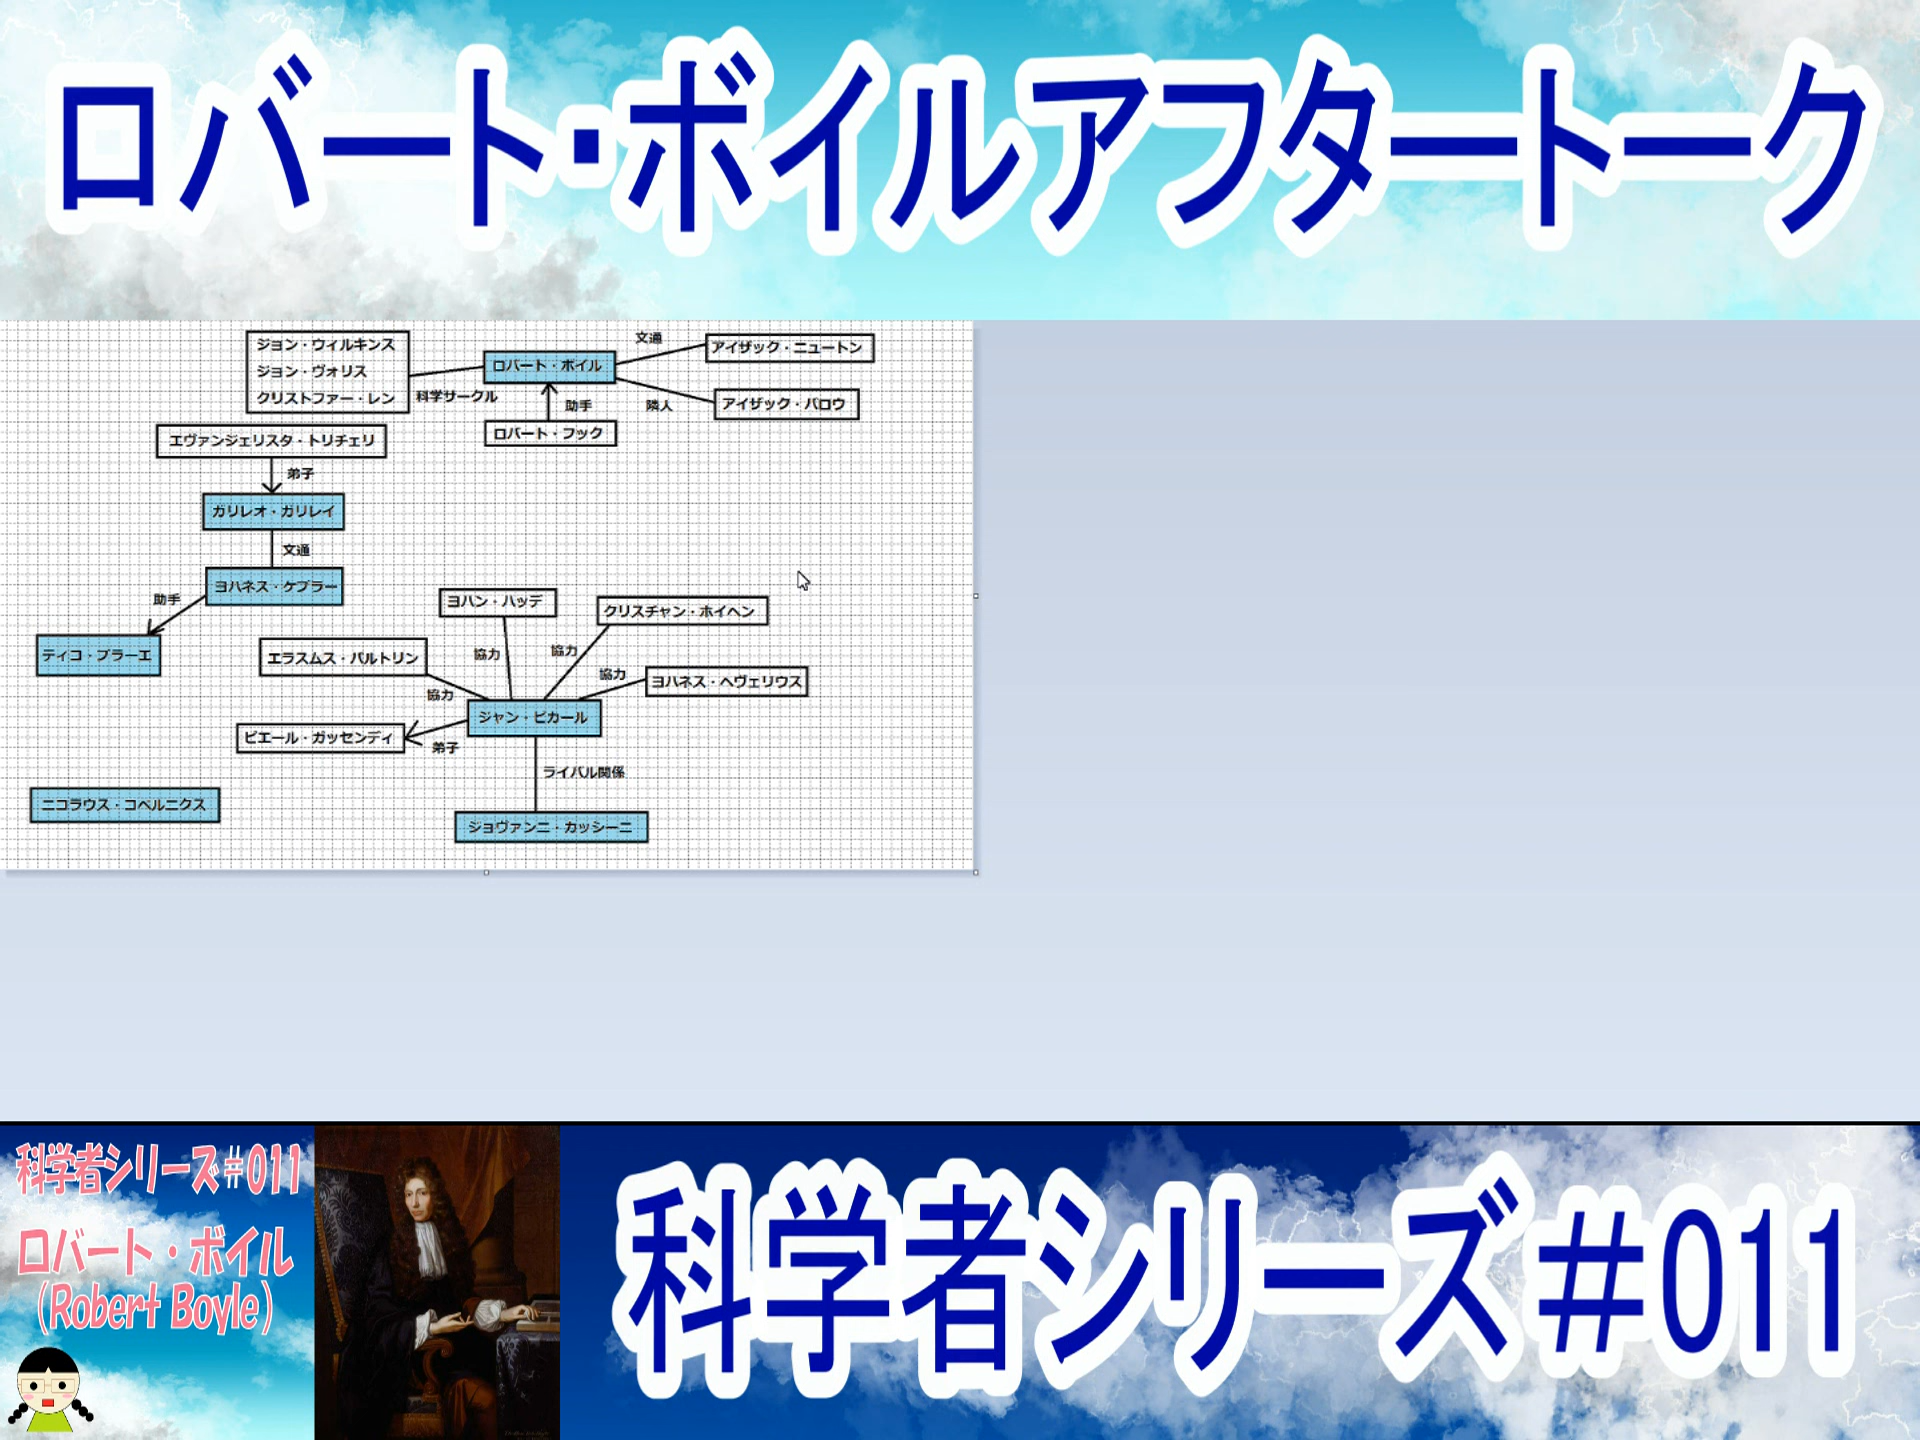 ロバート・ボイルアフタートーク
ジョン・ウィルキンス
ジョン・ヴォリス
クリストファー・レン
科学サークル
ロバート・ボイル
文通
アイザック・ニュートン
隣人
アイザック・バロウ
助手
ロバート・フック
エヴァンジェリスタ・トリチェリ
弟子
ガリレオ・ガリレイ
文通
ヨハネス・ケプラー
助手
ティコ・ブラーエ
ヨハン・ハッデ
クリスチャン・ホイヘン
エラスムス・バルトリン
協力
協力
協力
ヨハネス・ヘヴェリウス
協力
ジャン・ピカール
ピエール・ガッセンディ
弟子
ライバル関係
ニコラウス・コペルニクス
ジョヴァンニ・カッシーニ
科学者シリーズ#011
ロバート・ボイル
(Robert Boyle)
科学者シリーズ#011